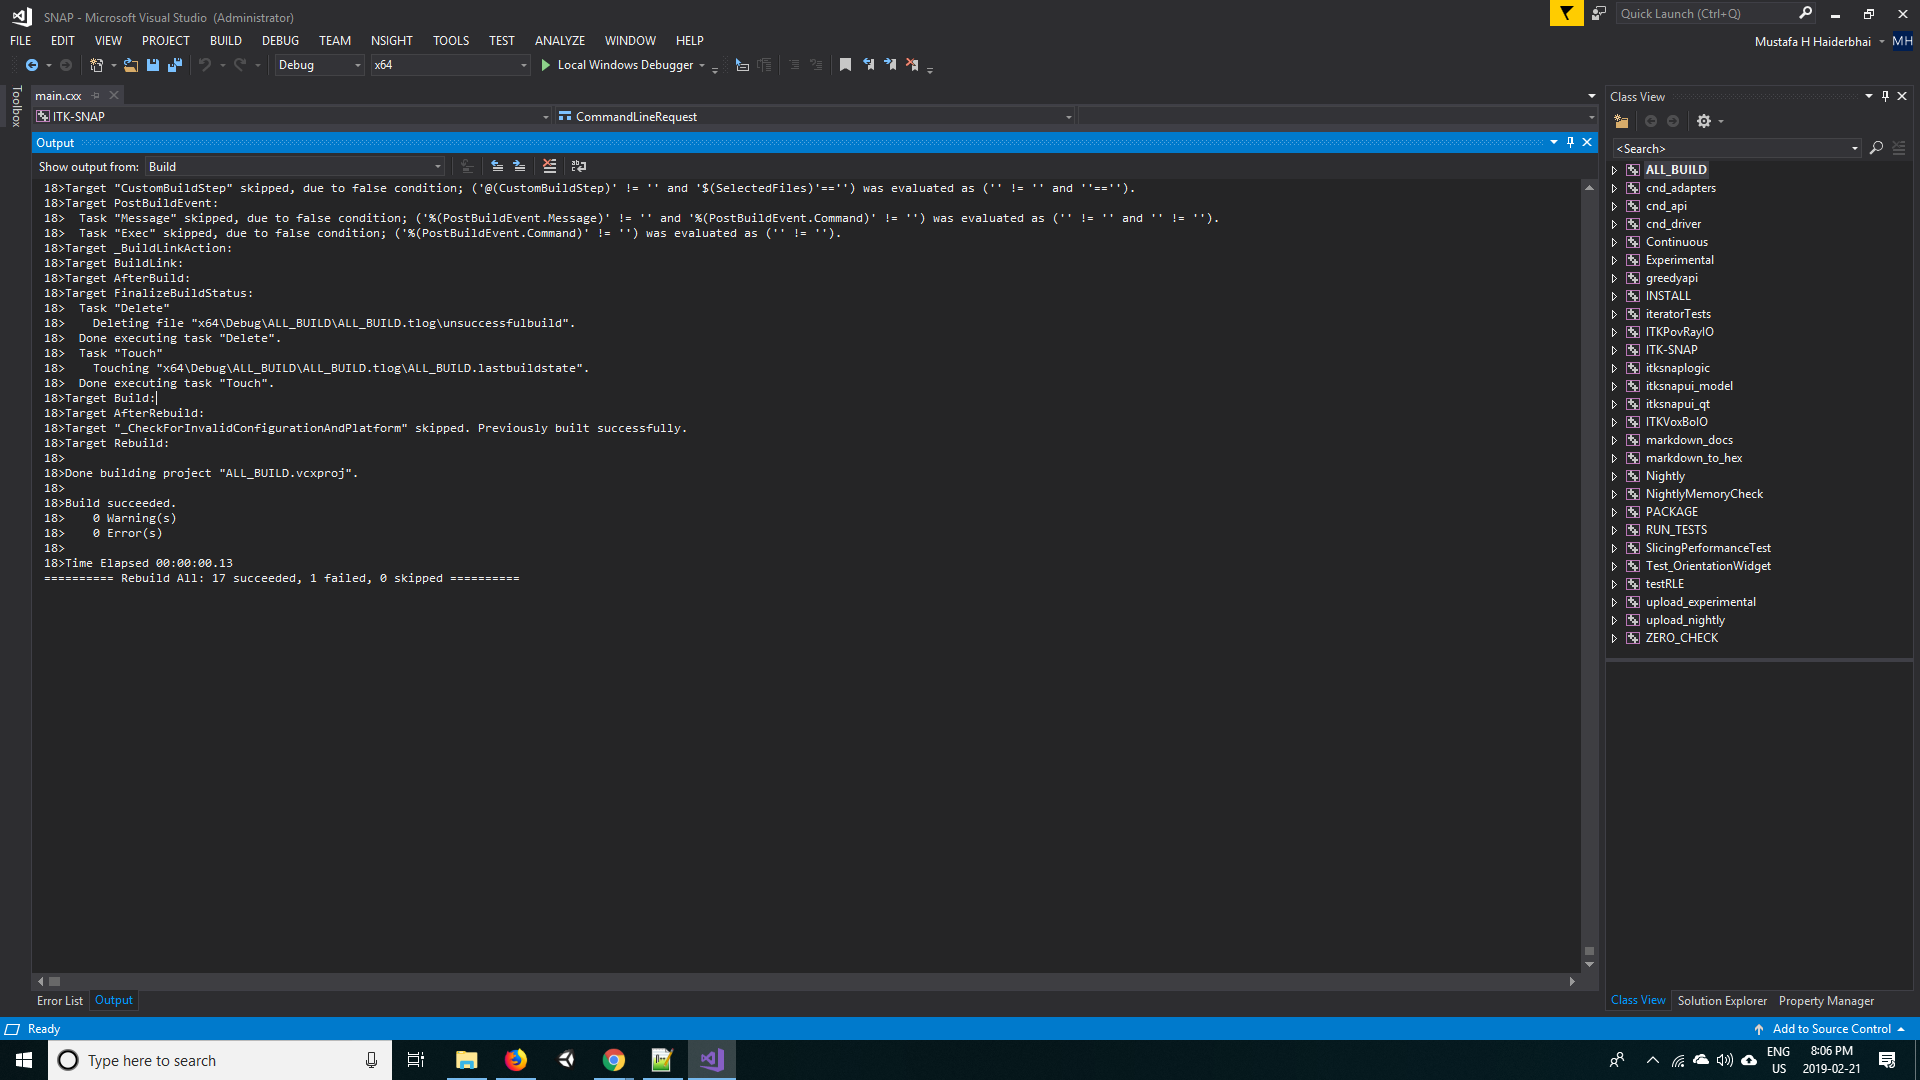 SNAP - Microsoft Visual Studio (Administrator)
Quick Launch (Ctrl+Q)
FILE EDIT VIEW PROJECT BUILD DEBUG TEAM NSIGHT TOOLS TEST ANALYZE WINDOW HELP
Mustafa H Haiderbhai MH
Debug x64 Local Windows Debugger
Toolbox
main.cxx
ITK-SNAP CommandLineRequest
Output
Show output from: Build
18>Target "CustomBuildStep" skipped, due to false condition; ('@(CustomBuildStep)' != '' and '$(SelectedFiles)'=='') was evaluated as ('' != '' and ''=='').
18>Target PostBuildEvent:
18>  Task "Message" skipped, due to false condition; ('%(PostBuildEvent.Message)' != '' and '%(PostBuildEvent.Command)' != '') was evaluated as ('' != '' and '' != '').
18>  Task "Exec" skipped, due to false condition; ('%(PostBuildEvent.Command)' != '') was evaluated as ('' != '').
18>Target _BuildLinkAction:
18>Target BuildLink:
18>Target AfterBuild:
18>Target FinalizeBuildStatus:
18>  Task "Delete"
18>    Deleting file "x64\Debug\ALL_BUILD\ALL_BUILD.tlog\unsuccessfulbuild".
18>  Done executing task "Delete".
18>  Task "Touch"
18>    Touching "x64\Debug\ALL_BUILD\ALL_BUILD.tlog\ALL_BUILD.lastbuildstate".
18>  Done executing task "Touch".
18>Target Build:
18>Target AfterRebuild:
18>Target "_CheckForInvalidConfigurationAndPlatform" skipped. Previously built successfully.
18>Target Rebuild:
18>
18>Done building project "ALL_BUILD.vcxproj".
18>
18>Build succeeded.
18>    0 Warning(s)
18>    0 Error(s)
18>
18>Time Elapsed 00:00:00.13
========== Rebuild All: 17 succeeded, 1 failed, 0 skipped ==========
Error List Output
Class View
<Search>
ALL_BUILD
cnd_adapters
cnd_api
cnd_driver
Continuous
Experimental
greedyapi
INSTALL
iteratorTests
ITKPovRayIO
ITK-SNAP
itksnaplogic
itksnapui_model
itksnapui_qt
ITKVoxBoIO
markdown_docs
markdown_to_hex
Nightly
NightlyMemoryCheck
PACKAGE
RUN_TESTS
SlicingPerformanceTest
Test_OrientationWidget
testRLE
upload_experimental
upload_nightly
ZERO_CHECK
Class View Solution Explorer Property Manager
Ready
Add to Source Control
Type here to search
ENG
US
8:06 PM
2019-02-21